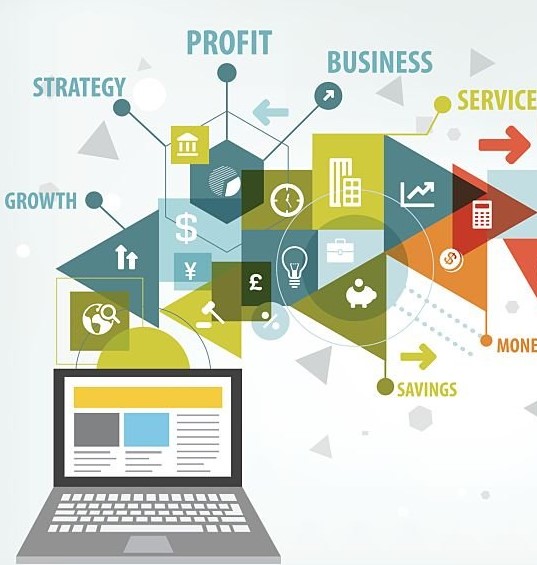 PROFIT
BUSINESS
STRATEGY
SERVICE
GROWTH
$
¥
£
%
$
MONE
SAVINGS